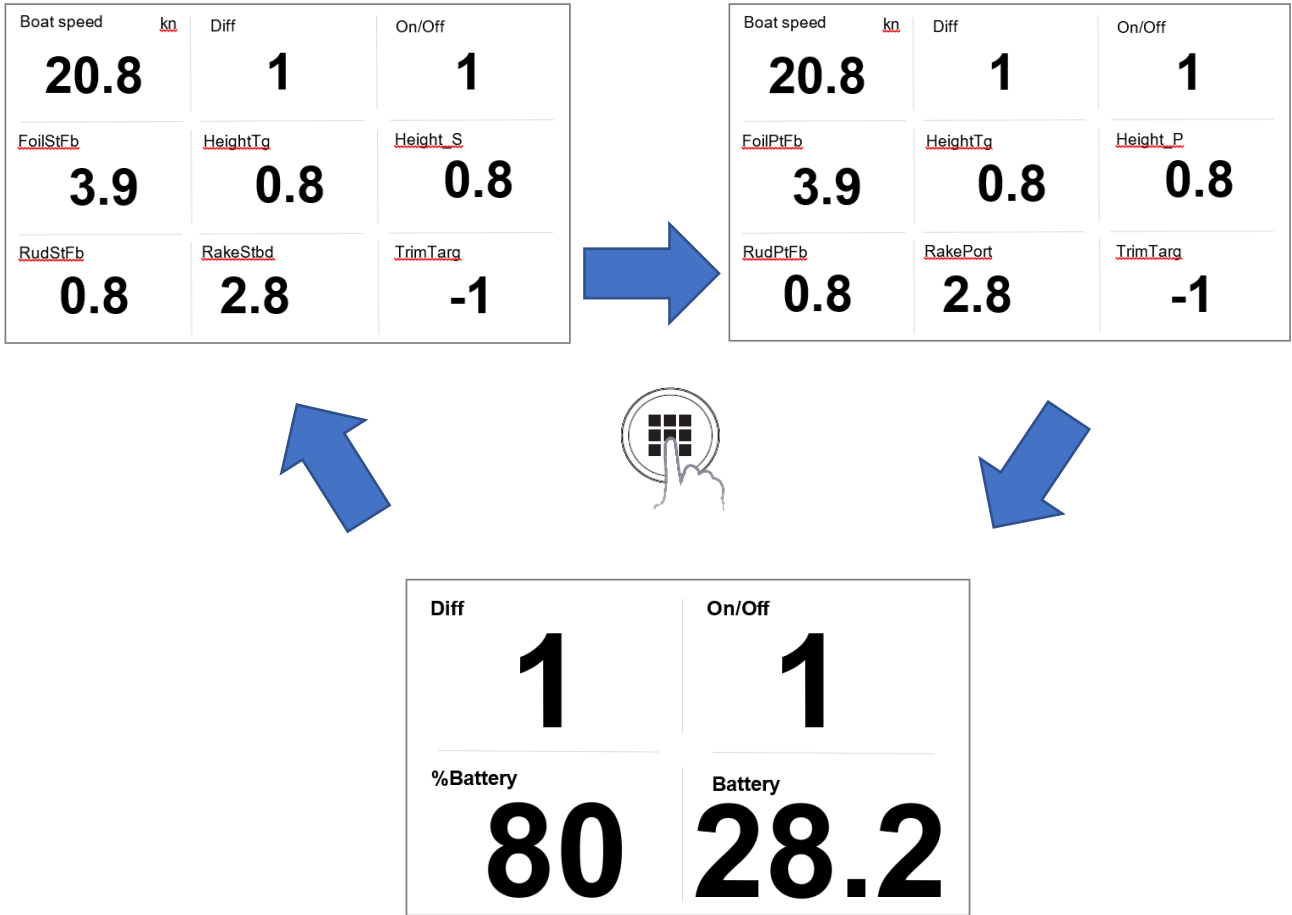 Boat speed kn Diff On/Off
20.8 1 1
FoilStFb HeightTg Height_S
3.9 0.8 0.8
RudStFb RakeStbd TrimTarg
0.8 2.8 -1
Boat speed kn Diff On/Off
20.8 1 1
FoilPtFb HeightTg Height_P
3.9 0.8 0.8
RudPtFb RakePort TrimTarg
0.8 2.8 -1
Diff On/Off
1 1
%Battery Battery
80 28.2